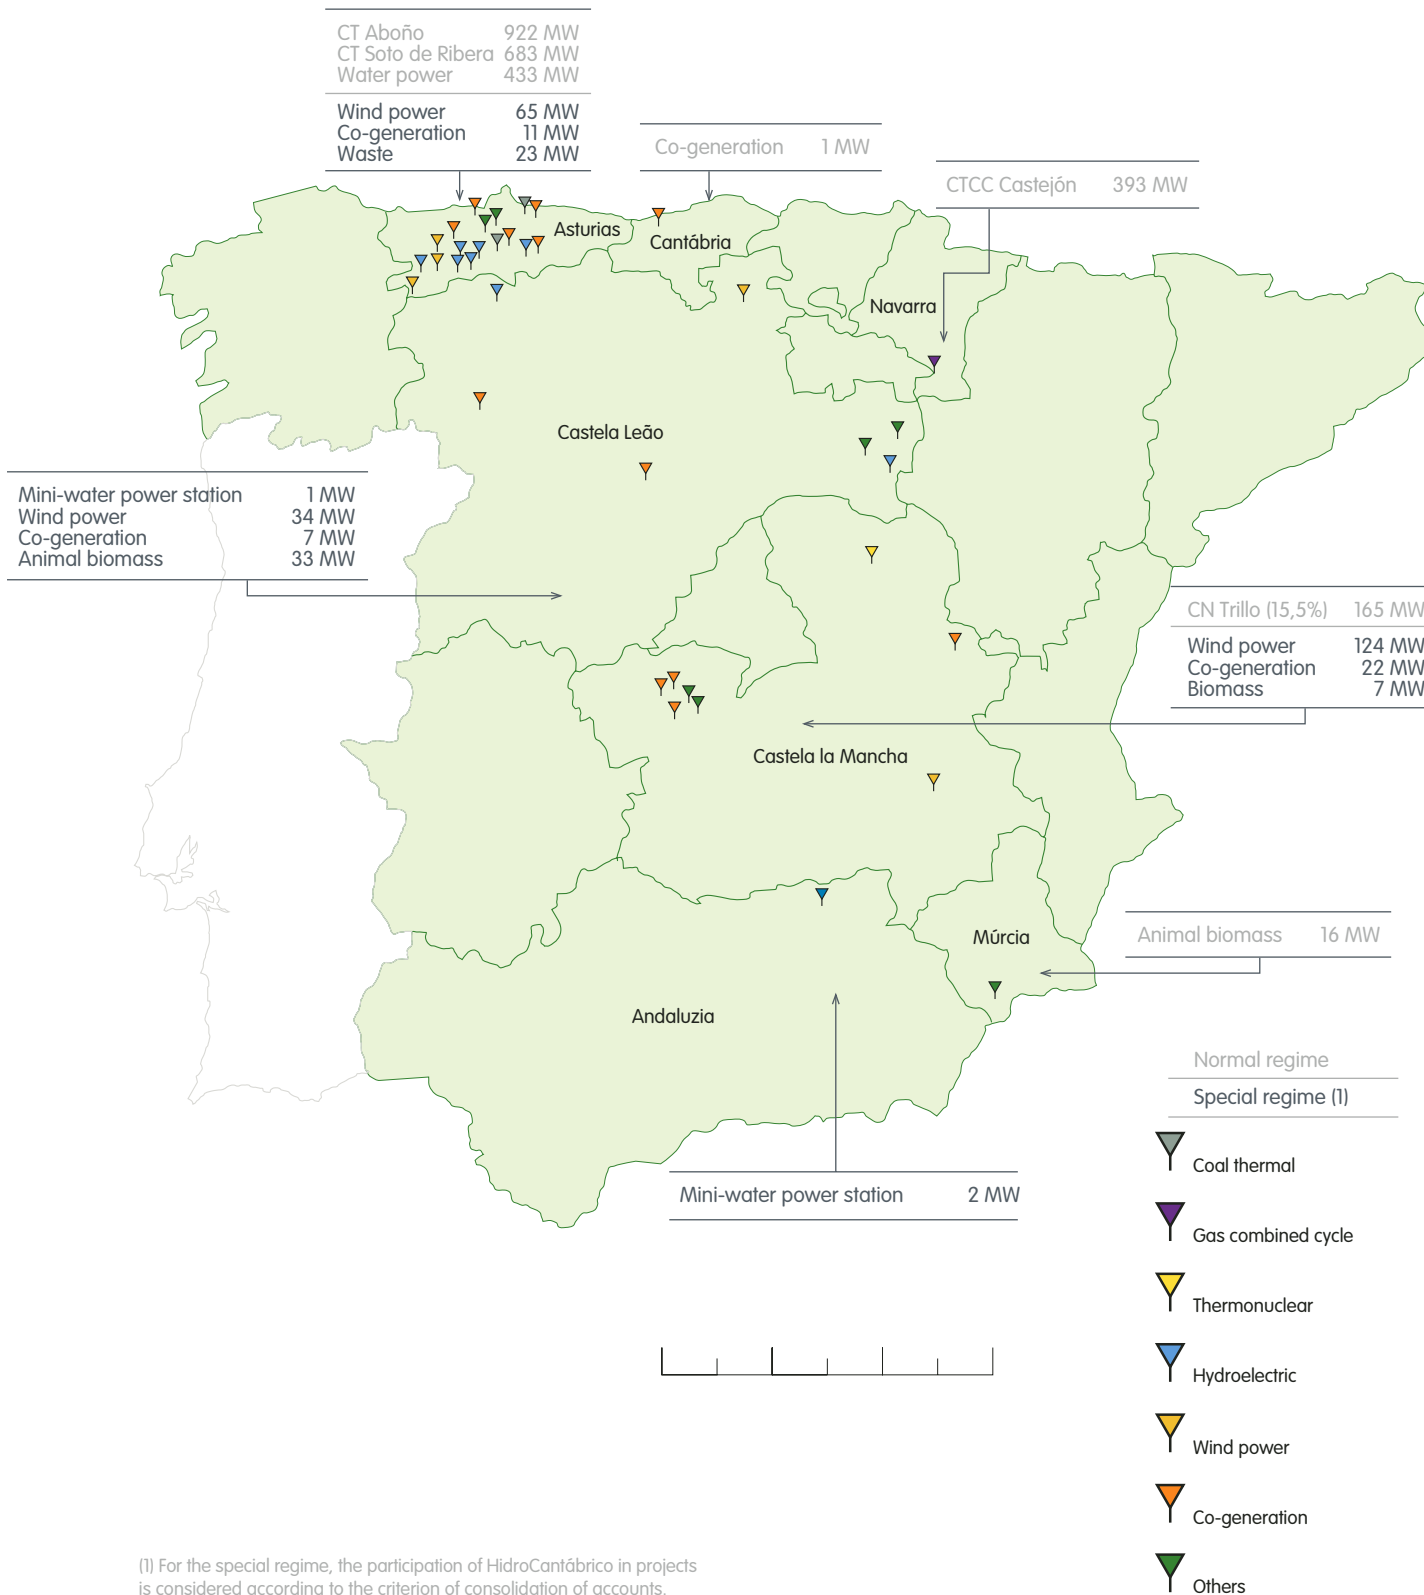 CT Aboño 922 MW
CT Soto de Ribera 683 MW
Water power 433 MW
Wind power 65 MW
Co-generation 11 MW
Waste 23 MW
Co-generation 1 MW
CTCC Castejón 393 MW
Asturias
Cantábria
Navarra
Castela Leão
Mini-water power station 1 MW
Wind power 34 MW
Co-generation 7 MW
Animal biomass 33 MW
CN Trillo (15,5%) 165 MW
Wind power 124 MW
Co-generation 22 MW
Biomass 7 MW
Castela la Mancha
Múrcia
Animal biomass 16 MW
Andaluzia
Mini-water power station 2 MW
Normal regime
Special regime (1)
Coal thermal
Gas combined cycle
Thermonuclear
Hydroelectric
Wind power
Co-generation
Others
(1) For the special regime, the participation of HidroCantábrico in projects
is considered according to the criterion of consolidation of accounts.